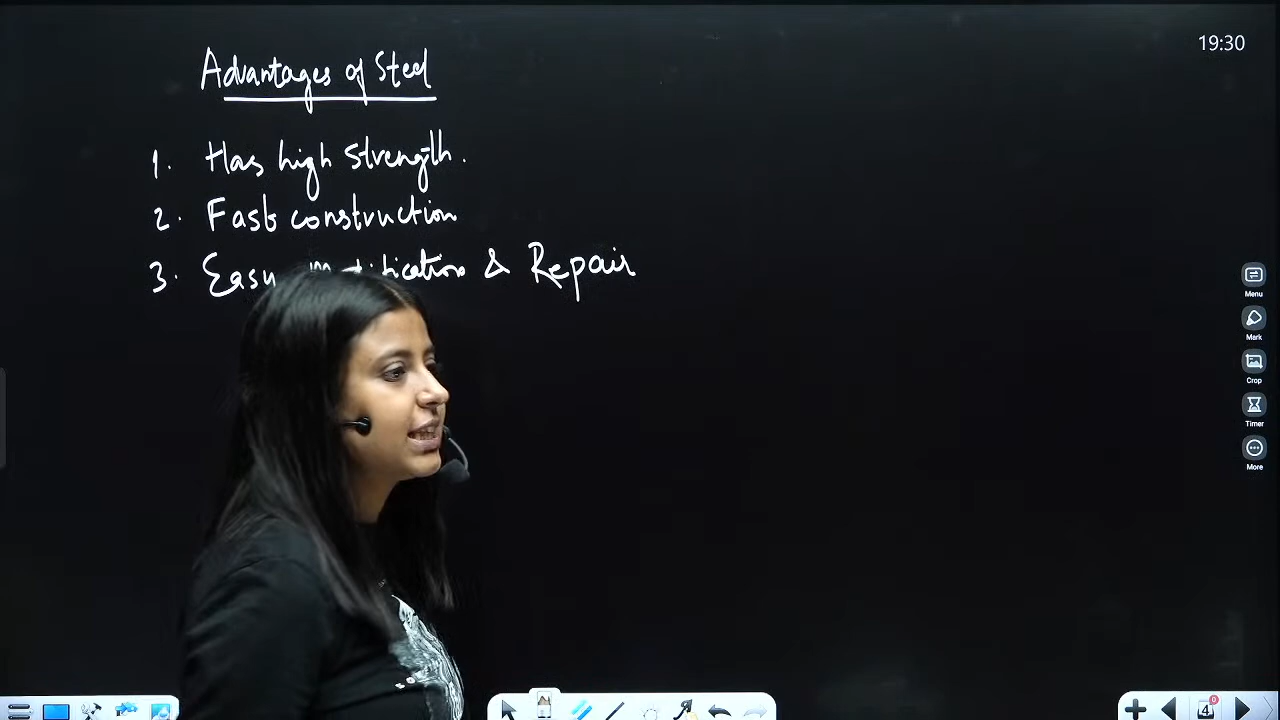 19:30
Advantages of Steel
1. Has high strength.
2. Fast construction
3. Easy & Repair
Menu
Mark
Crop
Timer
More
4